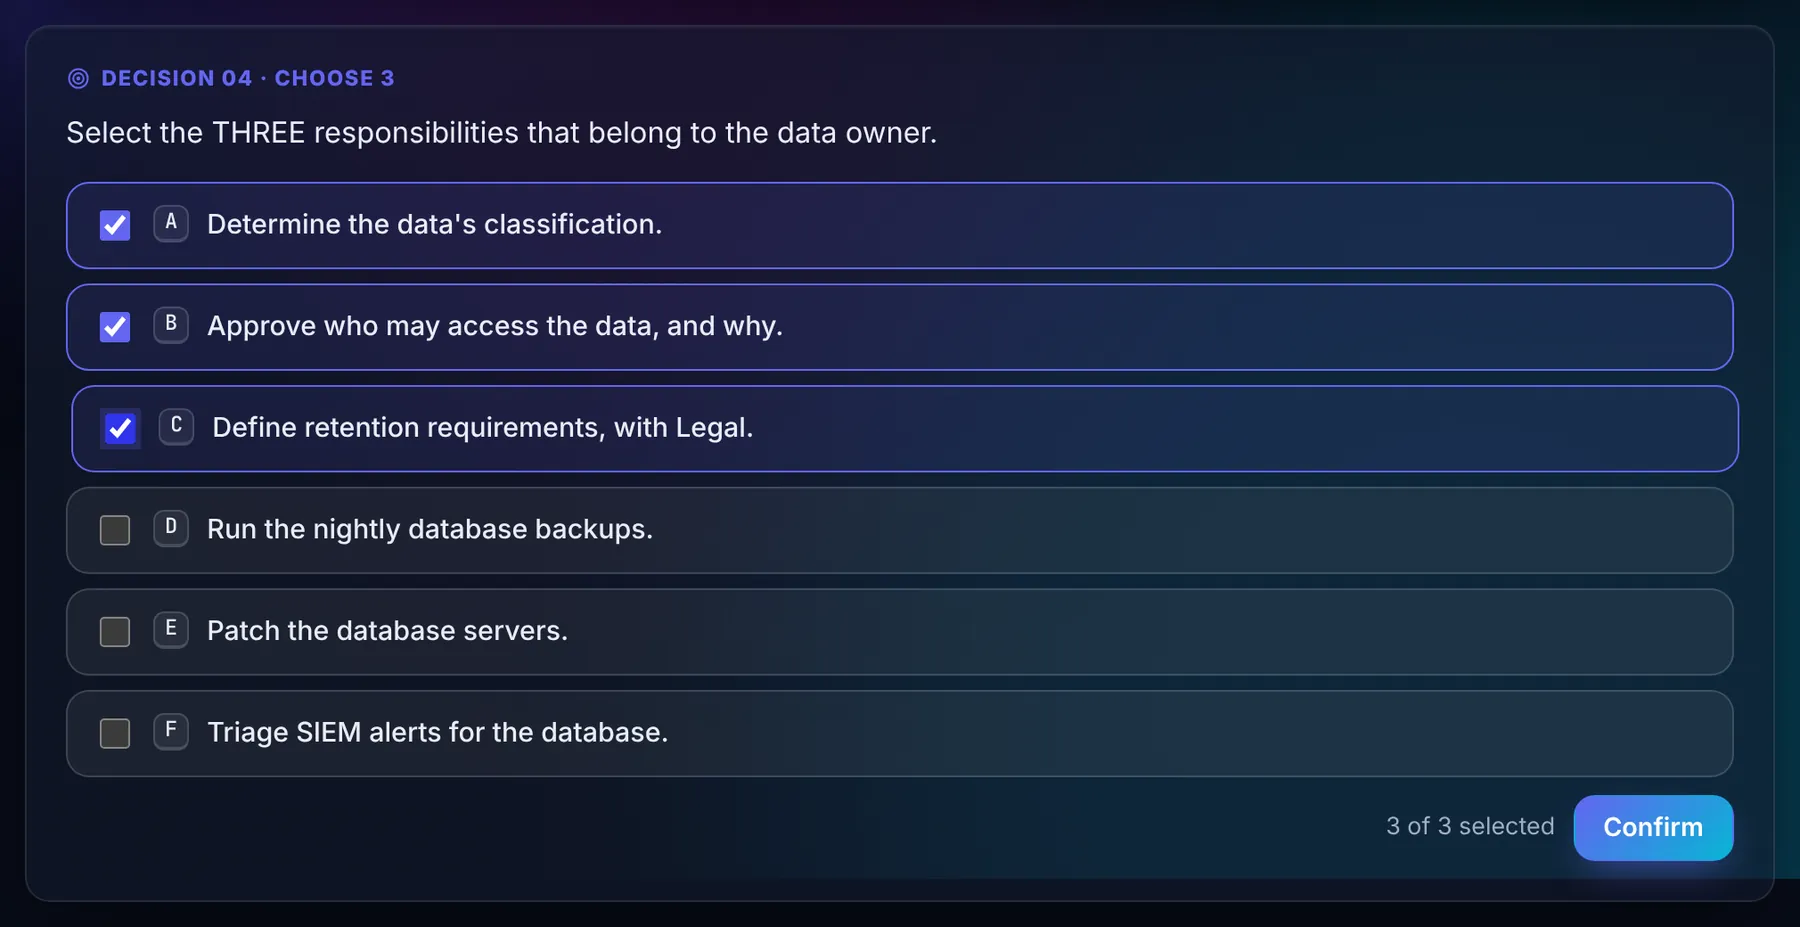 DECISION 04 · CHOOSE 3
Select the THREE responsibilities that belong to the data owner.
A Determine the data's classification.
B Approve who may access the data, and why.
C Define retention requirements, with Legal.
D Run the nightly database backups.
E Patch the database servers.
F Triage SIEM alerts for the database.
3 of 3 selected Confirm